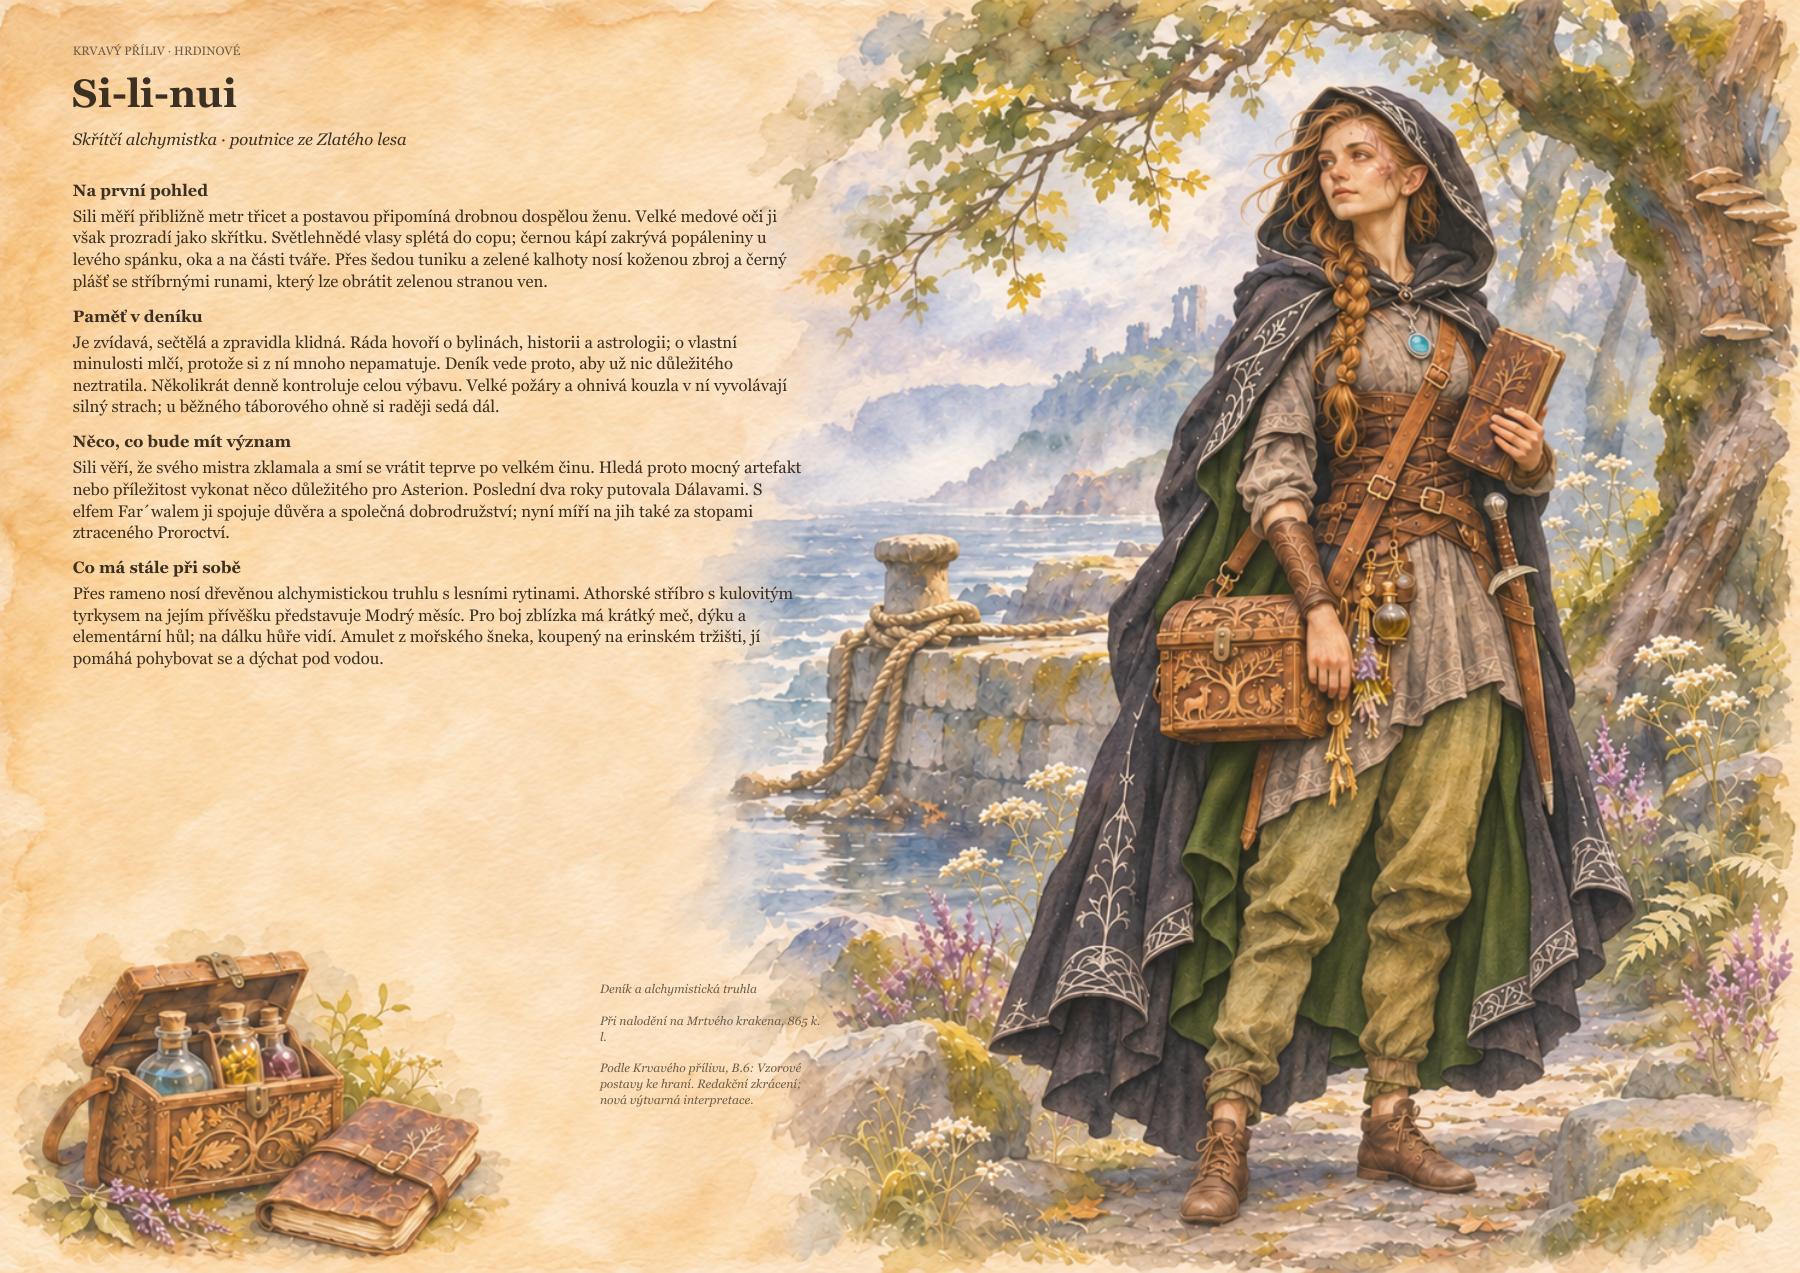 KRVAVÝ PŘÍLIV · HRDINOVÉ
Si-li-nui
Skřítčí alchymistka · poutnice ze Zlatého lesa
Na první pohled
Sili měří přibližně metr třicet a postavou připomíná drobnou dospělou ženu. Velké medové oči ji
však prozradí jako skřítku. Světlehnědé vlasy splétá do copu; černou kápí zakrývá popáleniny u
levého spánku, oka a na části tváře. Přes šedou tuniku a zelené kalhoty nosí koženou zbroj a černý
plášť se stříbrnými runami, který lze obrátit zelenou stranou ven.
Paměť v deníku
Je zvídavá, sečtělá a zpravidla klidná. Ráda hovoří o bylinách, historii a astrologii; o vlastní
minulosti mlčí, protože si z ní mnoho nepamatuje. Deník vede proto, aby už nic důležitého
neztratila. Několikrát denně kontroluje celou výbavu. Velké požáry a ohnivá kouzla v ní vyvolávají
silný strach; u běžného táborového ohně si raději sedá dál.
Něco, co bude mít význam
Sili věří, že svého mistra zklamala a smí se vrátit teprve po velkém činu. Hledá proto mocný artefakt
nebo příležitost vykonat něco důležitého pro Asterion. Poslední dva roky putovala Dálavami. S
elfem Far´walem ji spojuje důvěra a společná dobrodružství; nyní míří na jih také za stopami
ztraceného Proroctví.
Co má stále při sobě
Přes rameno nosí dřevěnou alchymistickou truhlu s lesními rytinami. Athorské stříbro s kulovitým
tyrkysem na jejím přívěšku představuje Modrý měsíc. Pro boj zblízka má krátký meč, dýku a
elementární hůl; na dálku hůře vidí. Amulet z mořského šneka, koupený na erinském tržišti, jí
pomáhá pohybovat se a dýchat pod vodou.
Deník a alchymistická truhla
Při nalodění na Mrtvého krakena, 865 k.
l.
Podle Krvavého přílivu, B.6: Vzorové
postavy ke hraní. Redakční zkrácení;
nová výtvarná interpretace.